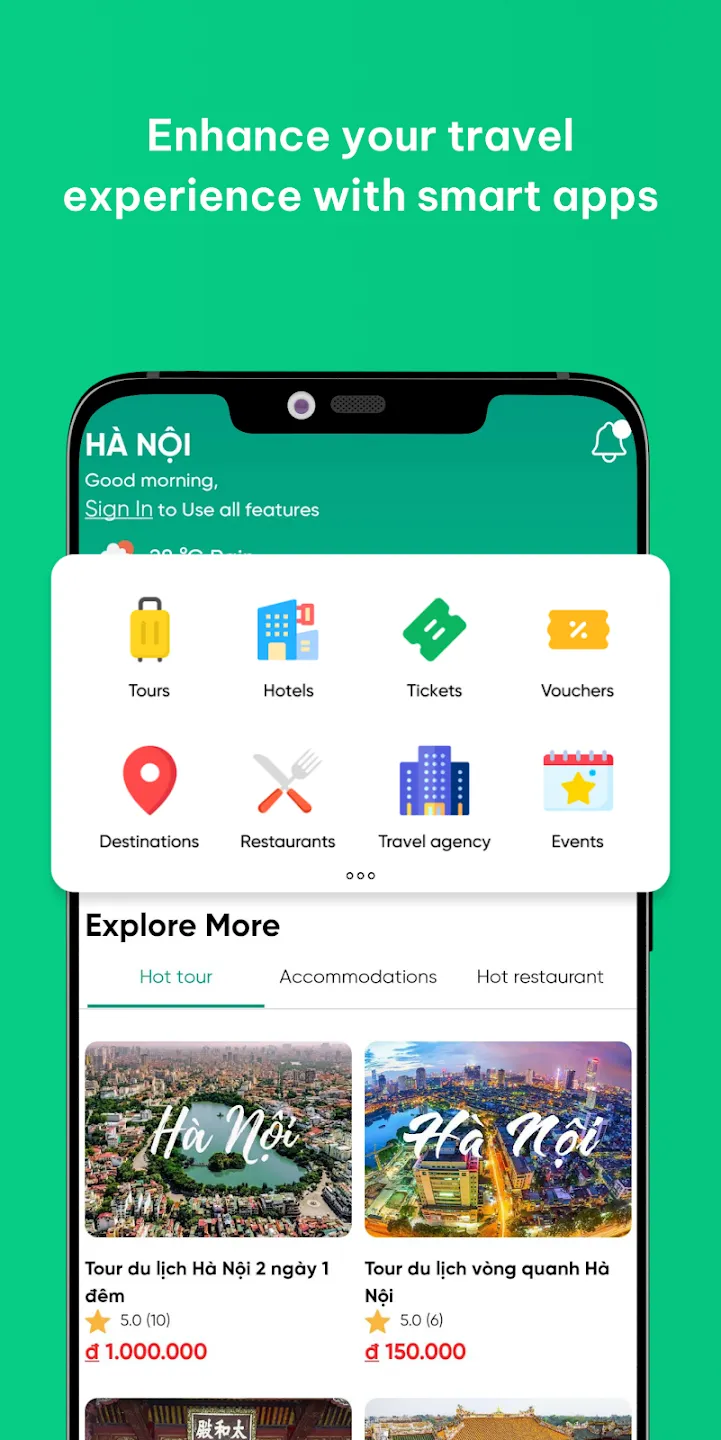 Enhance your travel
experience with smart apps
HÀ NỘI
Good morning,
Sign In to Use all features
Tours
Hotels
Tickets
Vouchers
Destinations
Restaurants
Travel agency
Events
Explore More
Hot tour
Accommodations
Hot restaurant
Hà Nội
Hà Nội
Tour du lịch Hà Nội 2 ngày 1
đêm
Tour du lịch vòng quanh Hà
Nội
5.0 (10)
5.0 (6)
đ 1.000.000
đ 150.000
殿和太